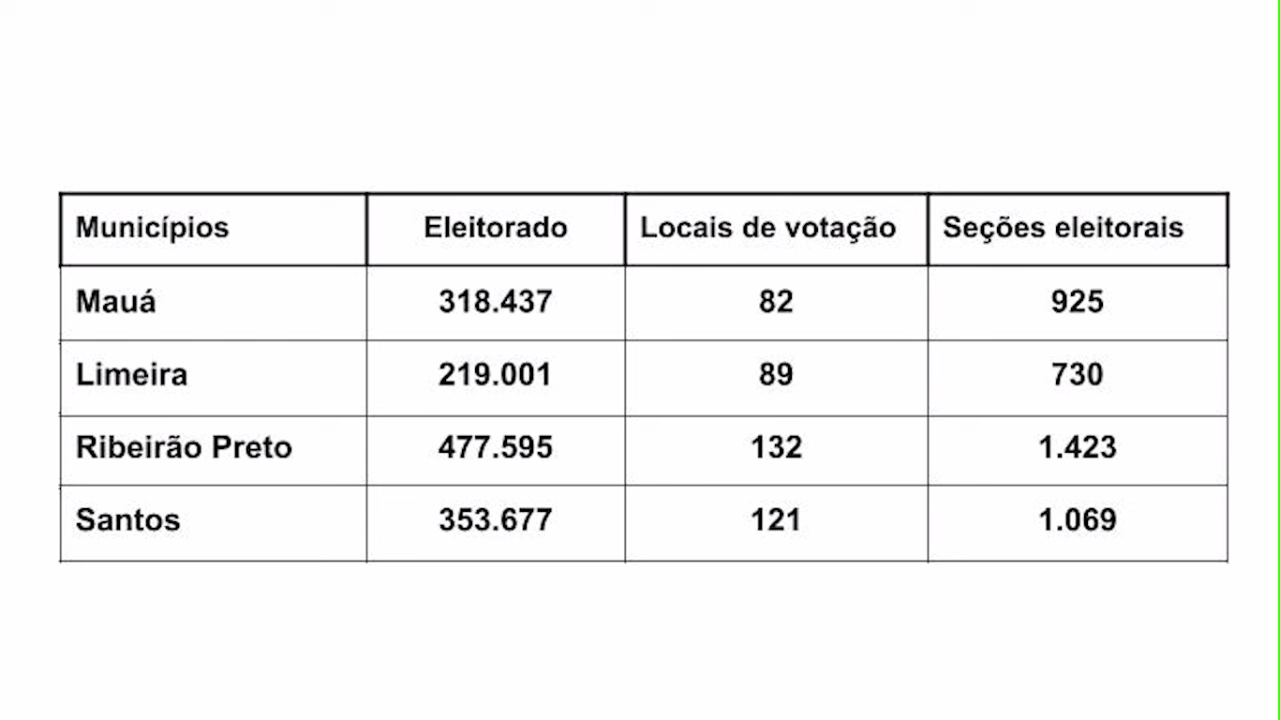 Municípios Eleitorado Locais de votação Seções eleitorais
Mauá 318.437 82 925
Limeira 219.001 89 730
Ribeirão Preto 477.595 132 1.423
Santos 353.677 121 1.069